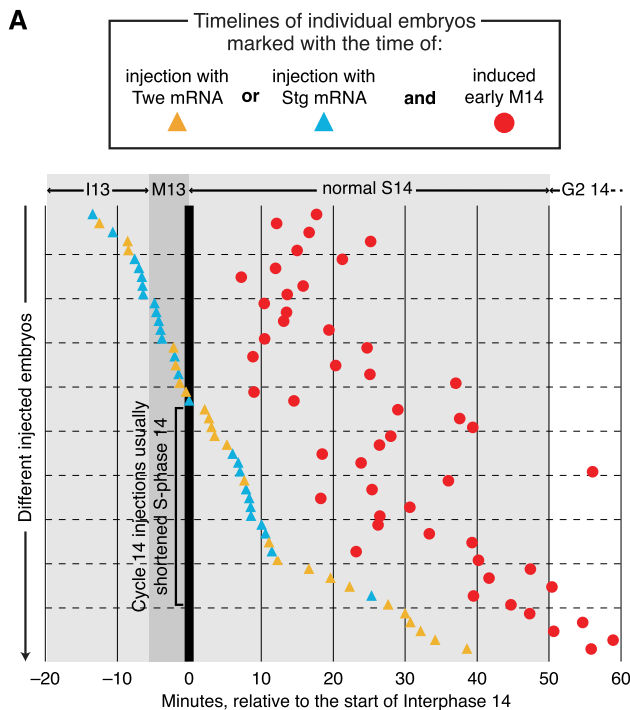 A
Timelines of individual embryos
marked with the time of:
injection with
Twe mRNA
or
injection with
Stg mRNA
and
induced
early M14
I13
M13
normal S14
G2 14
Different injected embryos
Cycle 14 injections usually
shortened S-phase 14
–20
–10
0
10
20
30
40
50
60
Minutes, relative to the start of Interphase 14